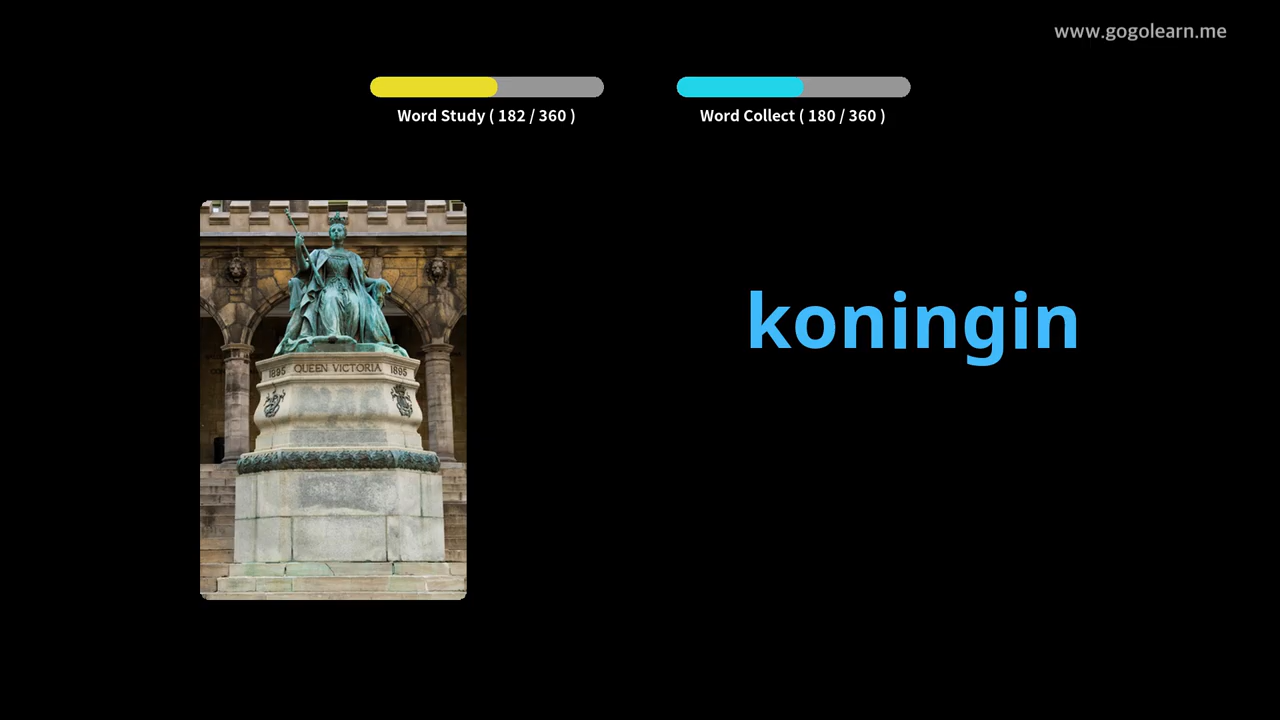 www.gogolearn.me
Word Study ( 182 / 360 )
Word Collect ( 180 / 360 )
koningin
1895 QUEEN VICTORIA 1895